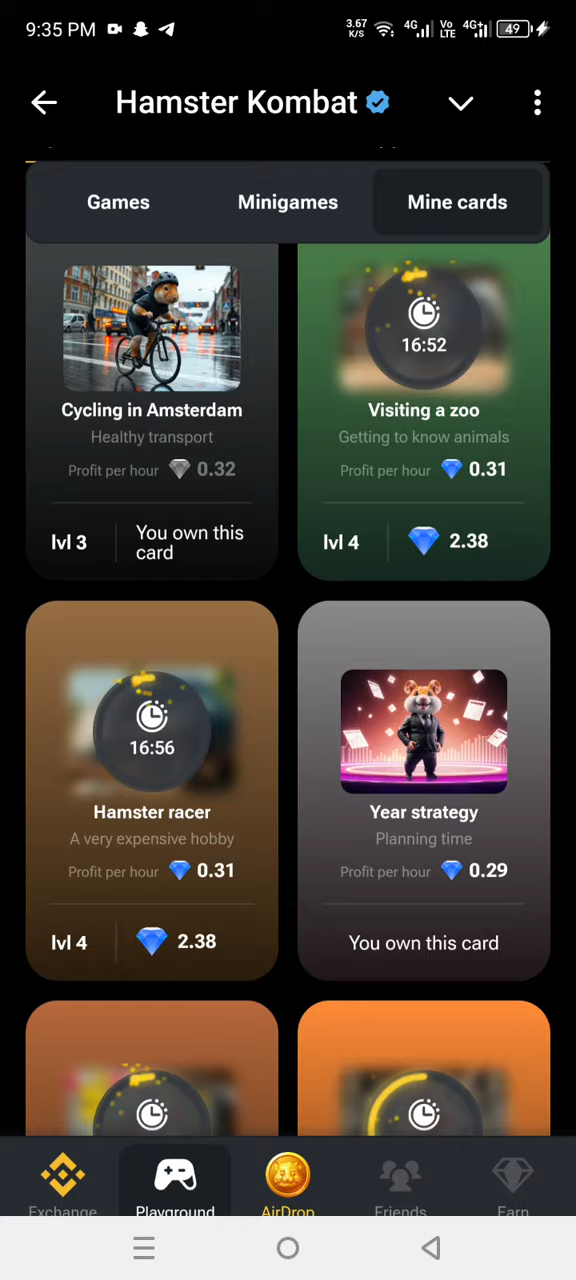 9:35 PM
3.67 K/S
4G
Vo LTE
4G+
49
Hamster Kombat
Games
Minigames
Mine cards
Cycling in Amsterdam
Healthy transport
Profit per hour 0.32
lvl 3
You own this
card
16:52
Visiting a zoo
Getting to know animals
Profit per hour 0.31
lvl 4
2.38
16:56
Hamster racer
A very expensive hobby
Profit per hour 0.31
lvl 4
2.38
Year strategy
Planning time
Profit per hour 0.29
You own this card
Exchange
Playground
AirDrop
Friends
Earn